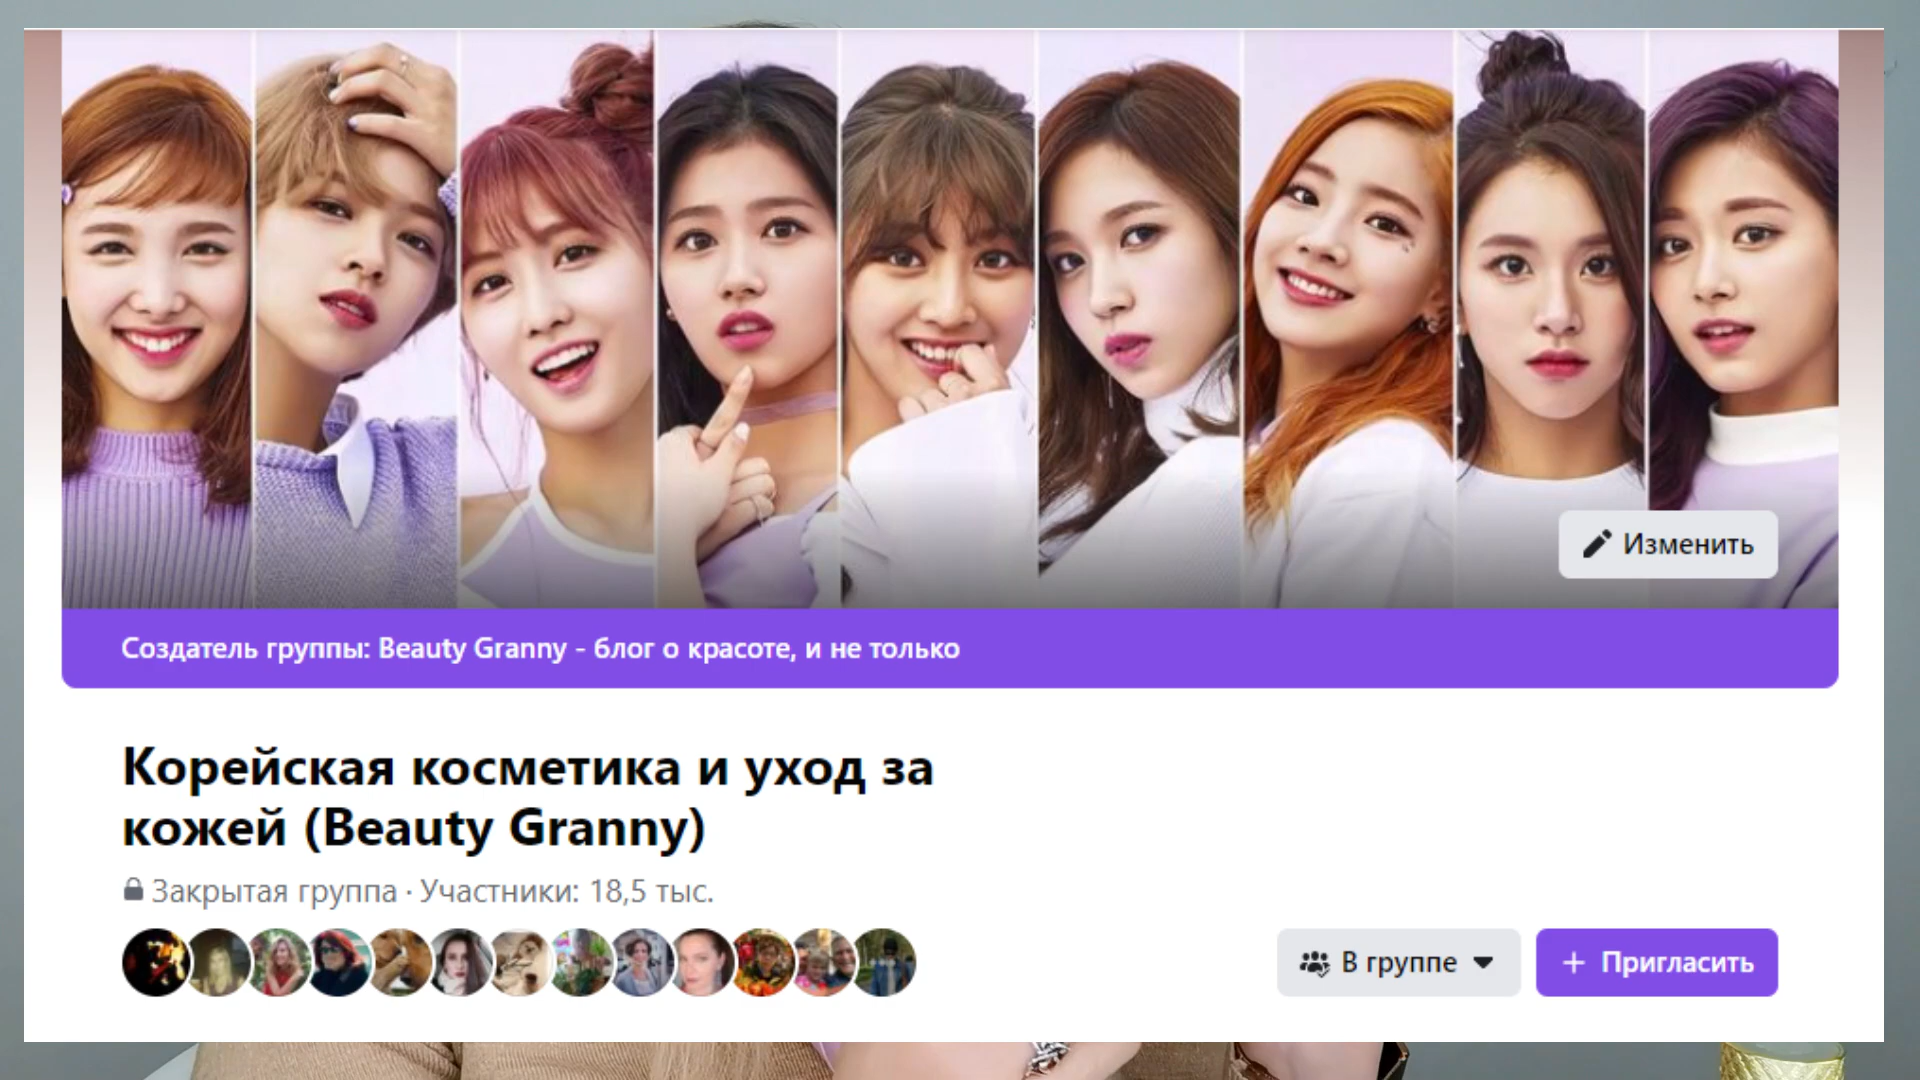 Изменить
Создатель группы: Beauty Granny - блог о красоте, и не только
Корейская косметика и уход за
кожей (Beauty Granny)
Закрытая группа · Участники: 18,5 тыс.
В группе
+ Пригласить